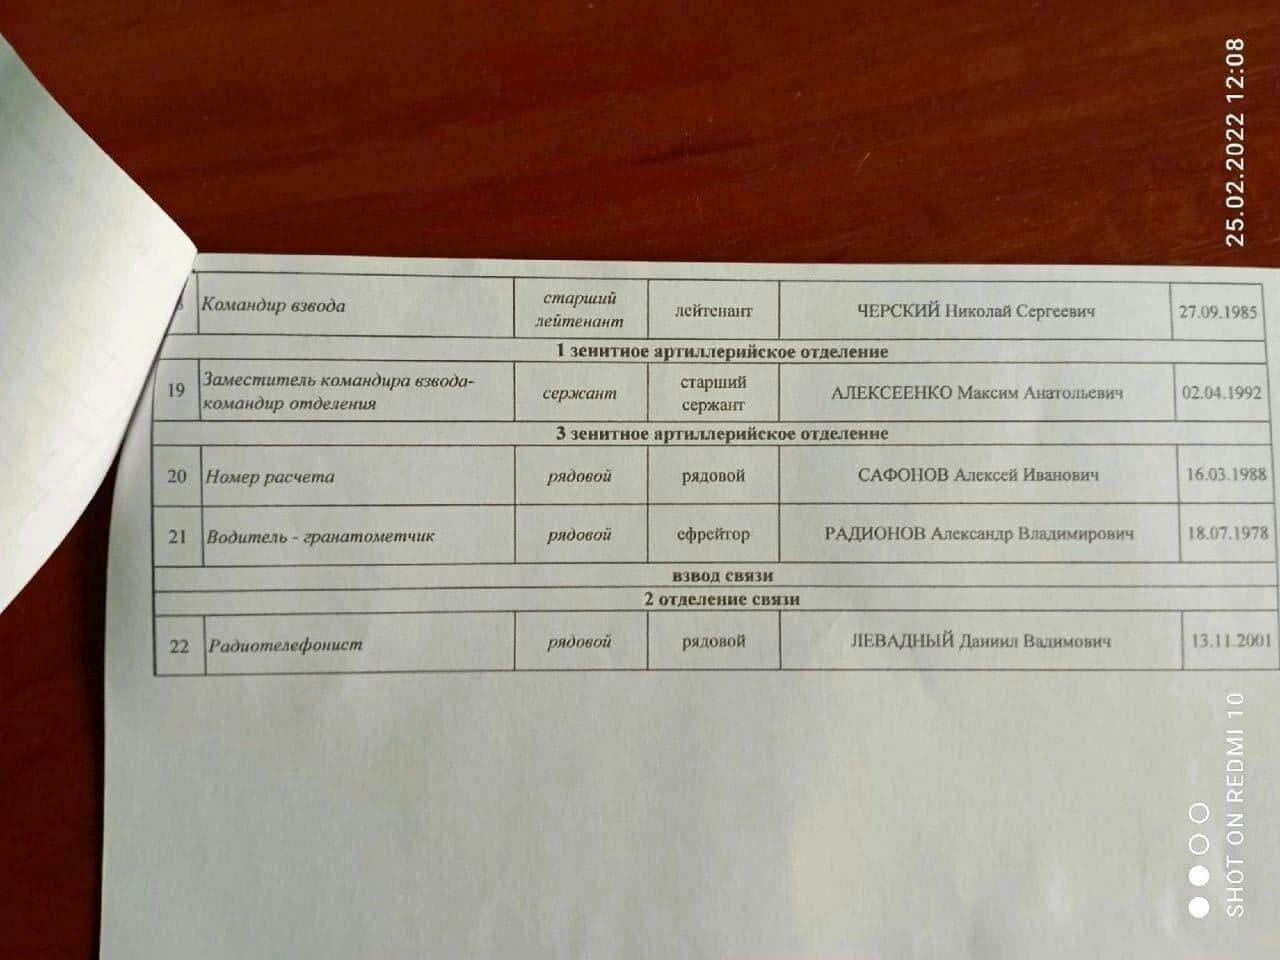 25.02.2022 12:08
Командир взвода старший лейтенант лейтенант ЧЕРСКИЙ Николай Сергеевич 27.09.1985
1 зенитное артиллерийское отделение
19 Заместитель командира взвода-командир отделения сержант старший сержант АЛЕКСЕЕНКО Максим Анатольевич 02.04.1992
3 зенитное артиллерийское отделение
20 Номер расчета рядовой рядовой САФОНОВ Алексей Иванович 16.03.1988
21 Водитель - гранатометчик рядовой ефрейтор РАДИОНОВ Александр Владимирович 18.07.1978
взвод связи
2 отделение связи
22 Радиотелефонист рядовой рядовой ЛЕВАДНЫЙ Даниил Вадимович 13.11.2001
SHOT ON REDMI 10